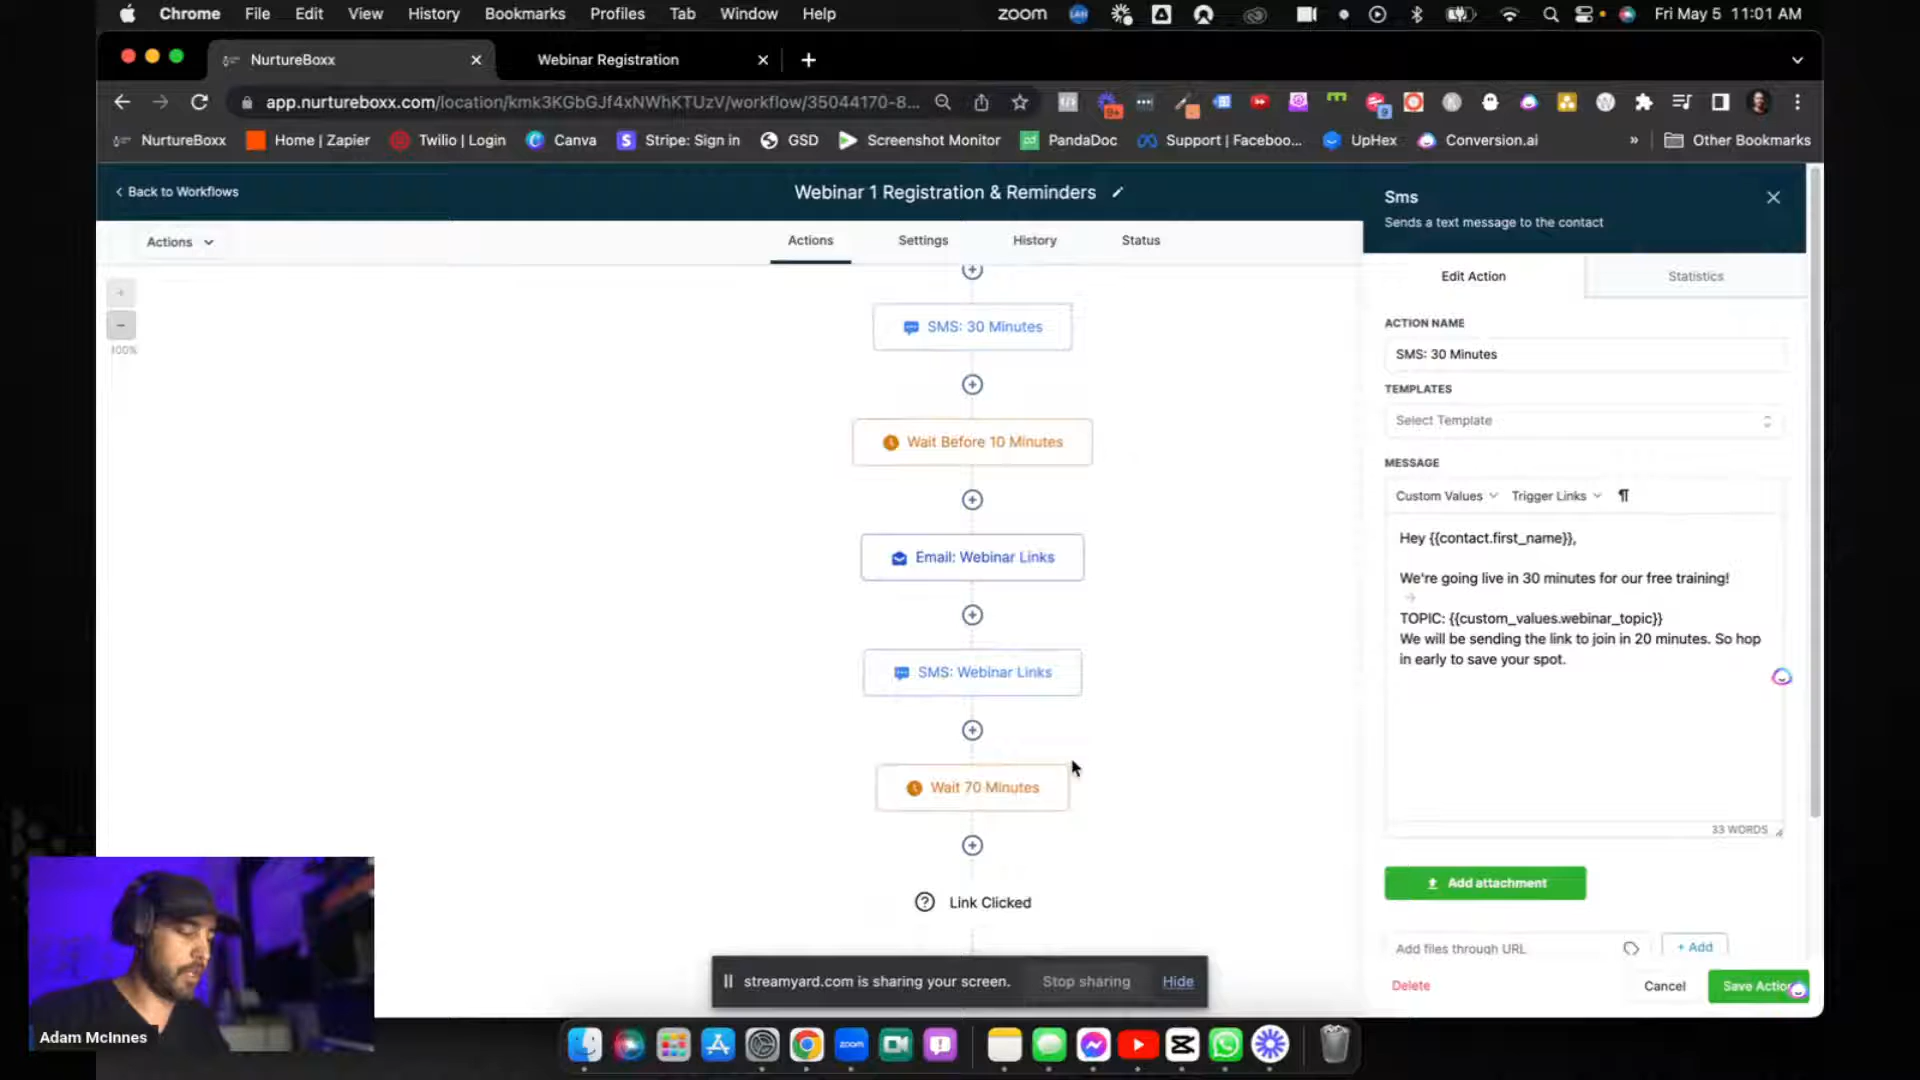 Chrome File Edit View History Bookmarks Profiles Tab Window Help zoom Fri May 5 11:01 AM
NurtureBoxx Webinar Registration
app.nurtureboxx.com/location/kmk3KGbGJf4xNWhKTUzV/workflow/35044170-8...
NurtureBoxx Home | Zapier Twilio | Login Canva Stripe: Sign in GSD Screenshot Monitor PandaDoc Support | Faceboo... UpHex Conversion.ai » Other Bookmarks
Back to Workflows
Webinar 1 Registration & Reminders
Actions
Actions Settings History Status
100%
SMS: 30 Minutes
Wait Before 10 Minutes
Email: Webinar Links
SMS: Webinar Links
Wait 70 Minutes
Link Clicked
Sms
Sends a text message to the contact
Edit Action Statistics
ACTION NAME
SMS: 30 Minutes
TEMPLATES
Select Template
MESSAGE
Custom Values Trigger Links ¶
Hey {{contact.first_name}},
We're going live in 30 minutes for our free training!
TOPIC: {{custom_values.webinar_topic}}
We will be sending the link to join in 20 minutes. So hop
in early to save your spot.
33 WORDS
Add attachment
Add files through URL + Add
Delete Cancel Save Action
streamyard.com is sharing your screen. Stop sharing Hide
Adam McInnes
zoom